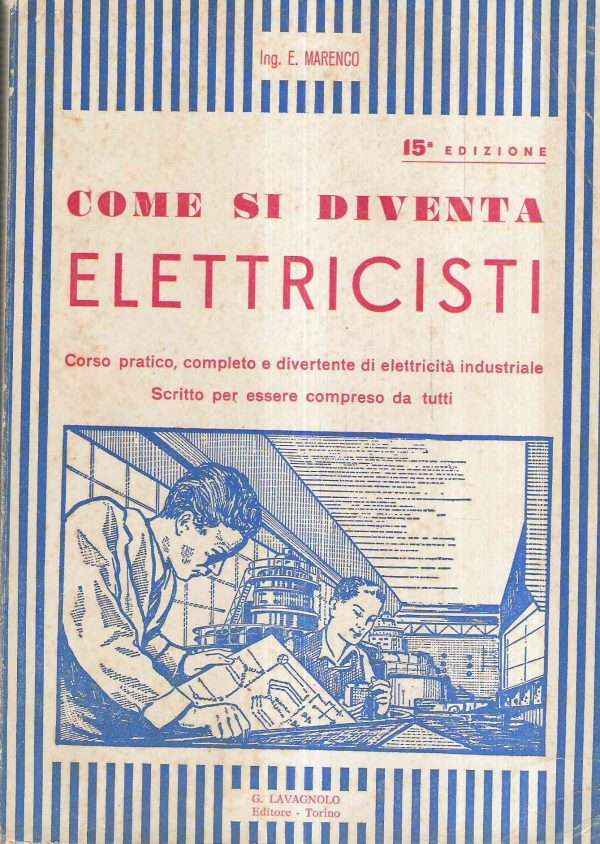 Ing. E. MARENCO
15ª EDIZIONE
COME SI DIVENTA
ELETTRICISTI
Corso pratico, completo e divertente di elettricità industriale
Scritto per essere compreso da tutti
G. LAVAGNOLO
Editore - Torino